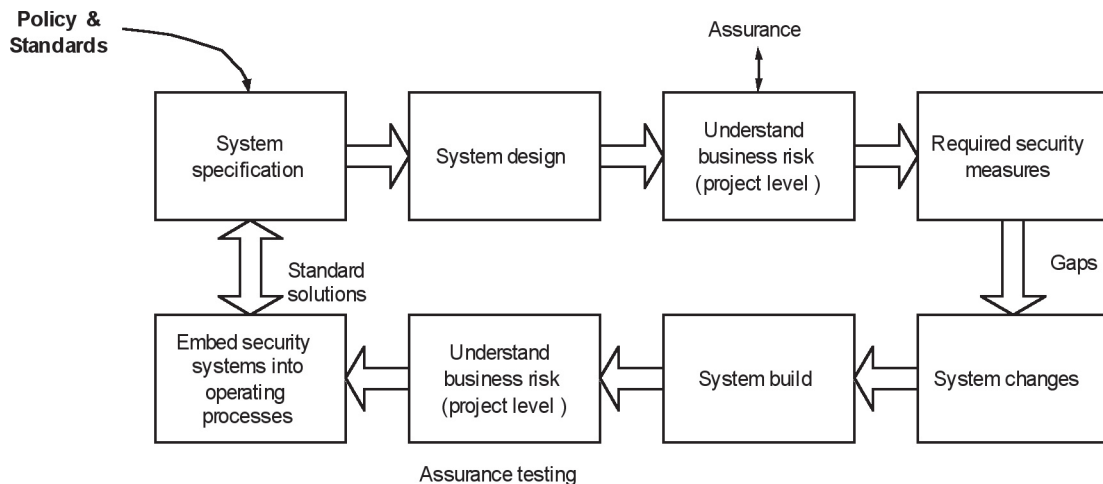 Policy &
Standards
Assurance
System
specification
System design
Understand
business risk
(project level )
Required security
measures
Standard
solutions
Gaps
Embed security
systems into
operating
processes
Understand
business risk
(project level )
System build
System changes
Assurance testing